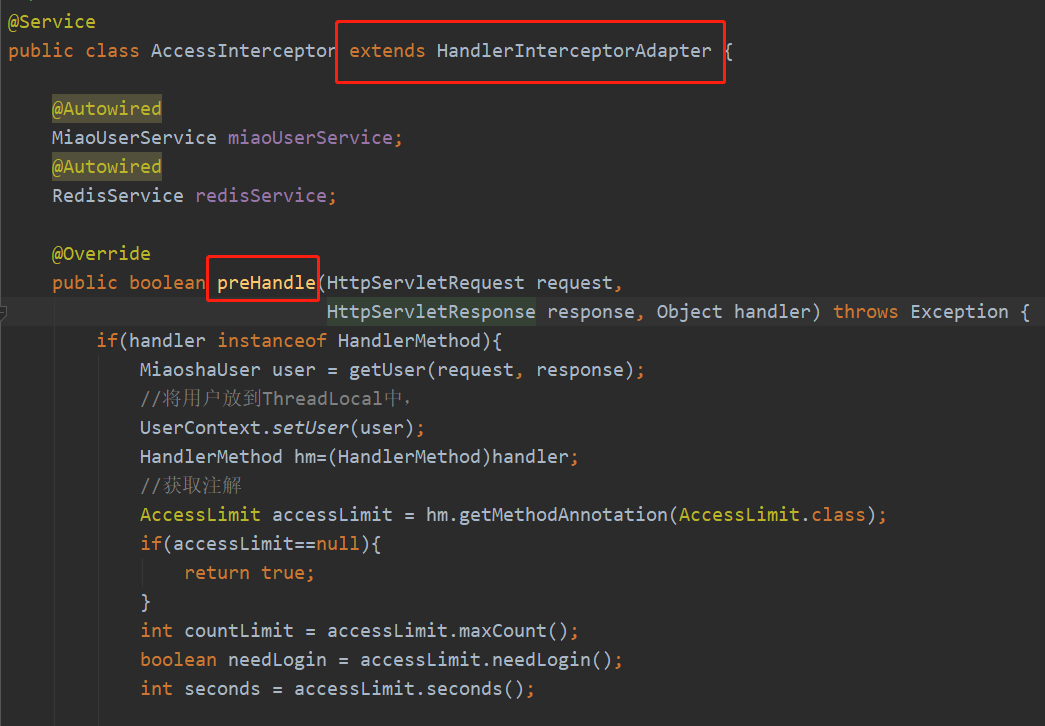 @Service
public class AccessInterceptor extends HandlerInterceptorAdapter {
@Autowired
MiaoUserService miaoUserService;
@Autowired
RedisService redisService;
@Override
public boolean preHandle(HttpServletRequest request,
HttpServletResponse response, Object handler) throws Exception {
if(handler instanceof HandlerMethod){
MiaoshaUser user = getUser(request, response);
//将用户放到ThreadLocal中，
UserContext.setUser(user);
HandlerMethod hm=(HandlerMethod)handler;
//获取注解
AccessLimit accessLimit = hm.getMethodAnnotation(AccessLimit.class);
if(accessLimit==null){
return true;
}
int countLimit = accessLimit.maxCount();
boolean needLogin = accessLimit.needLogin();
int seconds = accessLimit.seconds();